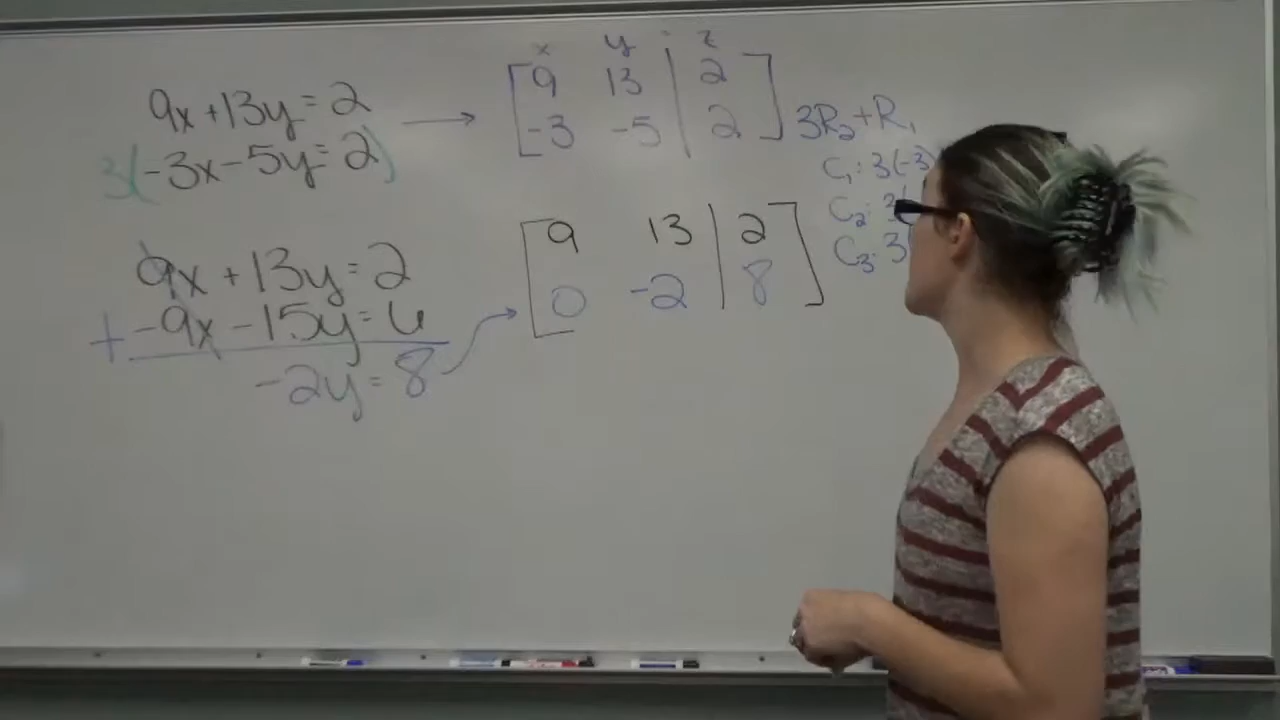 9x + 13y = 2
3(-3x - 5y = 2)
9x + 13y = 2
+ -9x - 15y = 6
-2y = 8
x y z
9 13 | 2
-3 -5 | 2
3R₂ + R₁
C₁: 3(-3)
C₂: 3(
C₃: 3(
9 13 | 2
0 -2 | 8